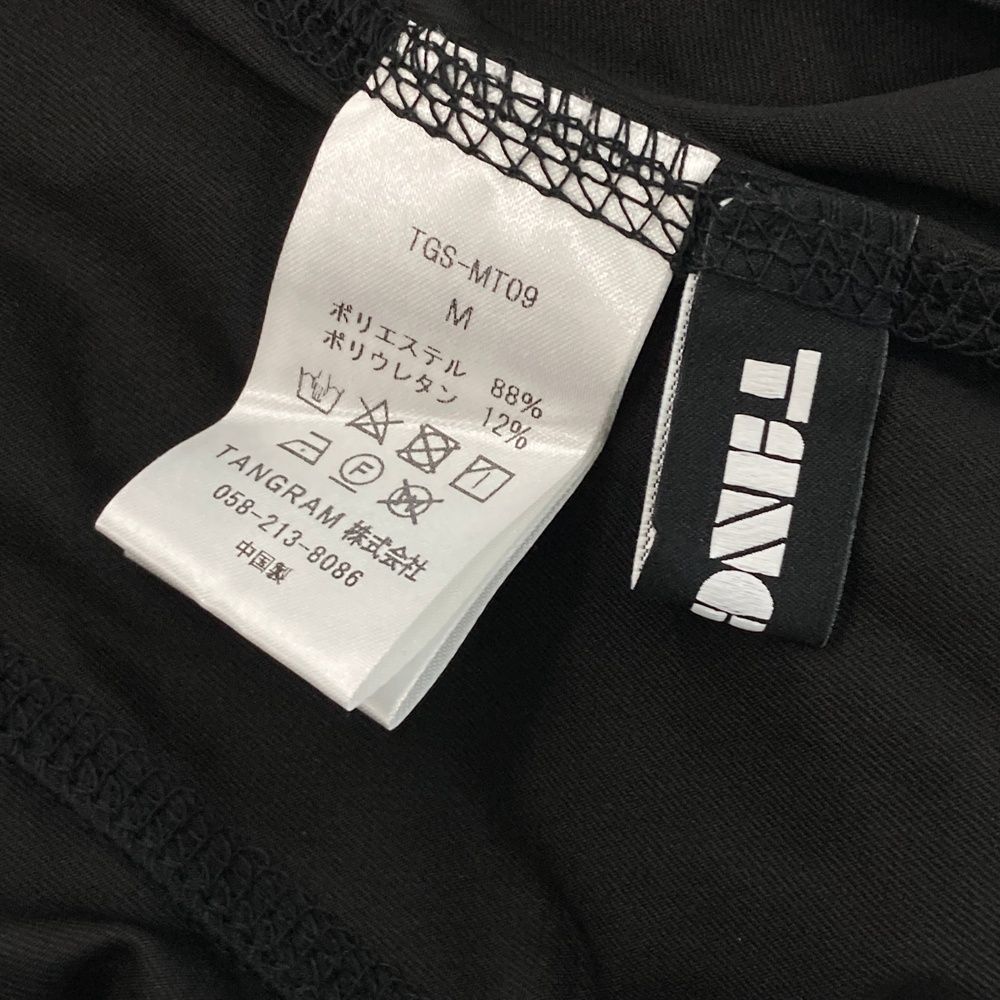 TGS-MT09
M
ポリエステル 88%
ポリウレタン 12%
F
TANGRAM 株式会社
058-213-8086
中国製
TANG